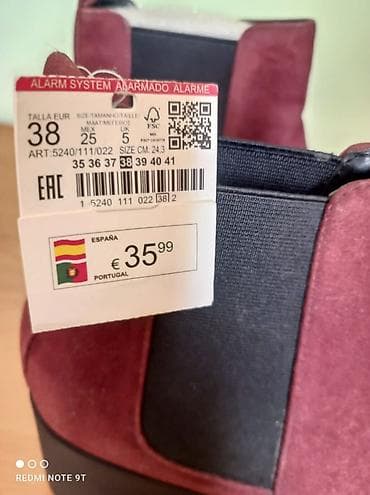 ALARM SYSTEM ALARMADO ALARME
TALLA EUR SIZE-TAMANHO-TAILLE
38 MEX UK
25 5
FSC
ART:5240/111/022 SIZE CM: 24,3
35 36 37 38 39 40 41
EAC
1 5240 111 022 38 2
ESPAÑA
€ 35 99
PORTUGAL
REDMI NOTE 9T